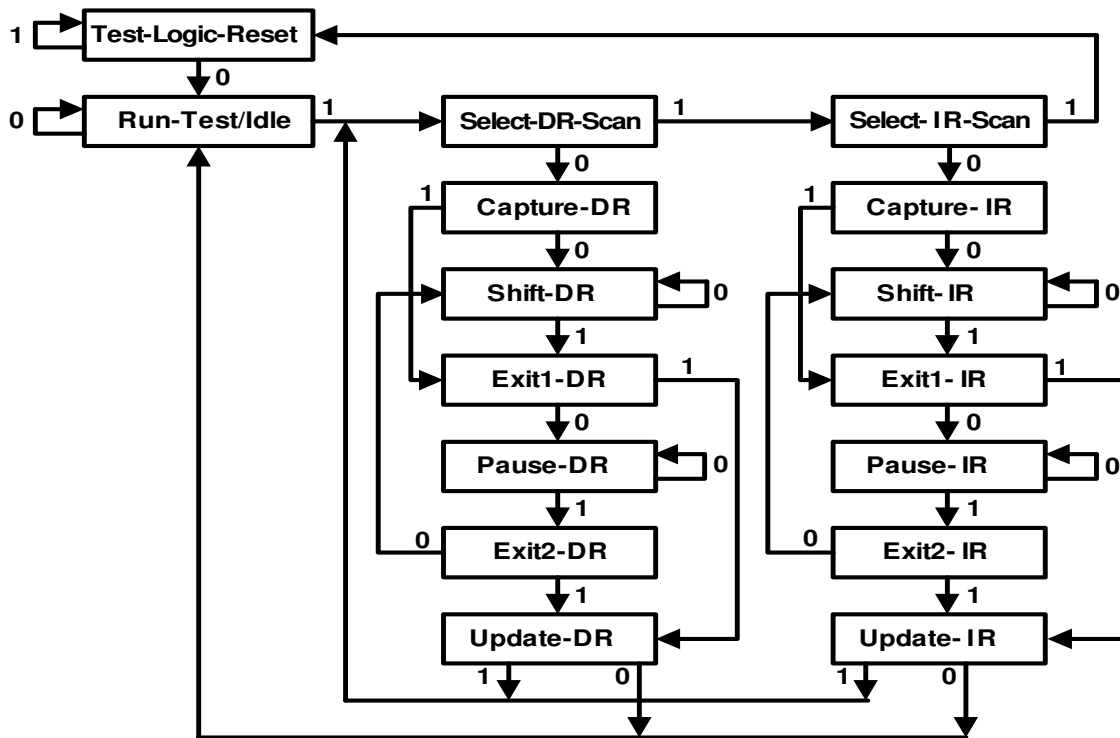 Test-Logic-Reset
1
0
Run-Test/Idle
0
1
Select-DR-Scan
1
Select-IR-Scan
1
0
0
Capture-DR
1
0
Capture-IR
1
0
Shift-DR
0
1
Shift-IR
0
1
Exit1-DR
1
0
Exit1-IR
1
0
Pause-DR
0
1
Pause-IR
0
1
Exit2-DR
0
1
Exit2-IR
0
1
Update-DR
1
0
Update-IR
1
0